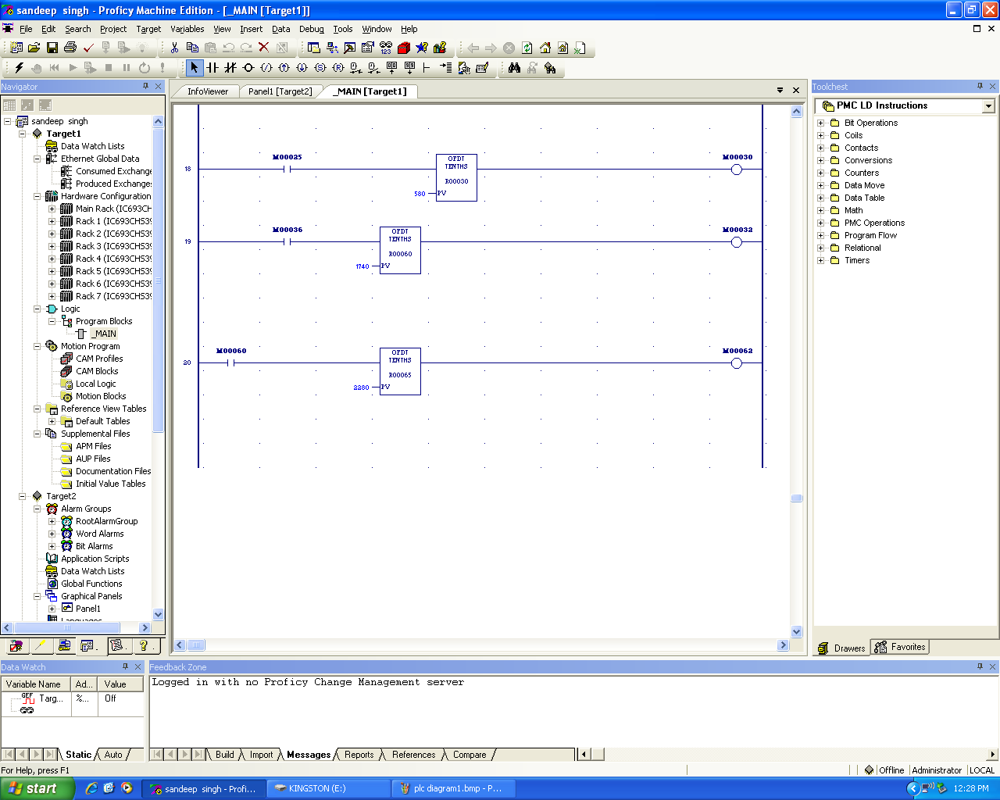 sandeep  singh - Proficy Machine Edition - [_MAIN [Target1]]
File Edit Search Project Target Variables View Insert Data Debug Tools Window Help
Navigator
sandeep  singh
Target1
Data Watch Lists
Ethernet Global Data
Consumed Exchange
Produced Exchange
Hardware Configuration
Main Rack (IC693CH
Rack 1 (IC693CHS39
Rack 2 (IC693CHS39
Rack 3 (IC693CHS39
Rack 4 (IC693CHS39
Rack 5 (IC693CHS39
Rack 6 (IC693CHS39
Rack 7 (IC693CHS39
Logic
Program Blocks
_MAIN
Motion Program
CAM Profiles
CAM Blocks
Local Logic
Motion Blocks
Reference View Tables
Default Tables
Supplemental Files
APM Files
AUP Files
Documentation Files
Initial Value Tables
Target2
Alarm Groups
RootAlarmGroup
Word Alarms
Bit Alarms
Application Scripts
Data Watch Lists
Global Functions
Graphical Panels
Panel1
Languages
InfoViewer Panel1 [Target2] _MAIN [Target1]
M00025 OFDT M00030
TENTHS
18
R00030
580 PV
M00036 OFDT M00032
TENTHS
19
R00060
1740 PV
M00060 OFDT M00062
TENTHS
20
R00065
2280 PV
Toolchest
PMC LD Instructions
Bit Operations
Coils
Contacts
Conversions
Counters
Data Move
Data Table
Math
PMC Operations
Program Flow
Relational
Timers
Drawers Favorites
Data Watch
Variable Name Ad... Value
Targ... %... Off
Static Auto
Feedback Zone
Logged in with no Proficy Change Management server
Build Import Messages Reports References Compare
For Help, press F1
Offline Administrator LOCAL
start sandeep  singh - Profi... KINGSTON (E:) plc diagram1.bmp - P... 12:28 PM